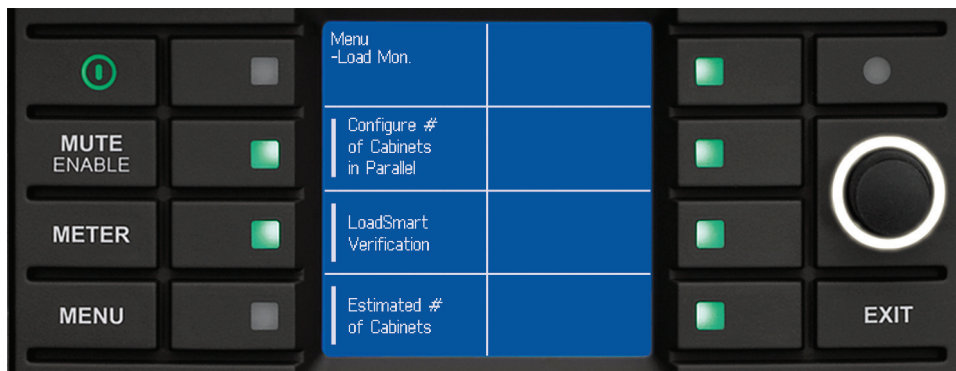 Menu
-Load Mon.
MUTE
ENABLE
Configure #
of Cabinets
in Parallel
METER
LoadSmart
Verification
MENU
Estimated #
of Cabinets
EXIT